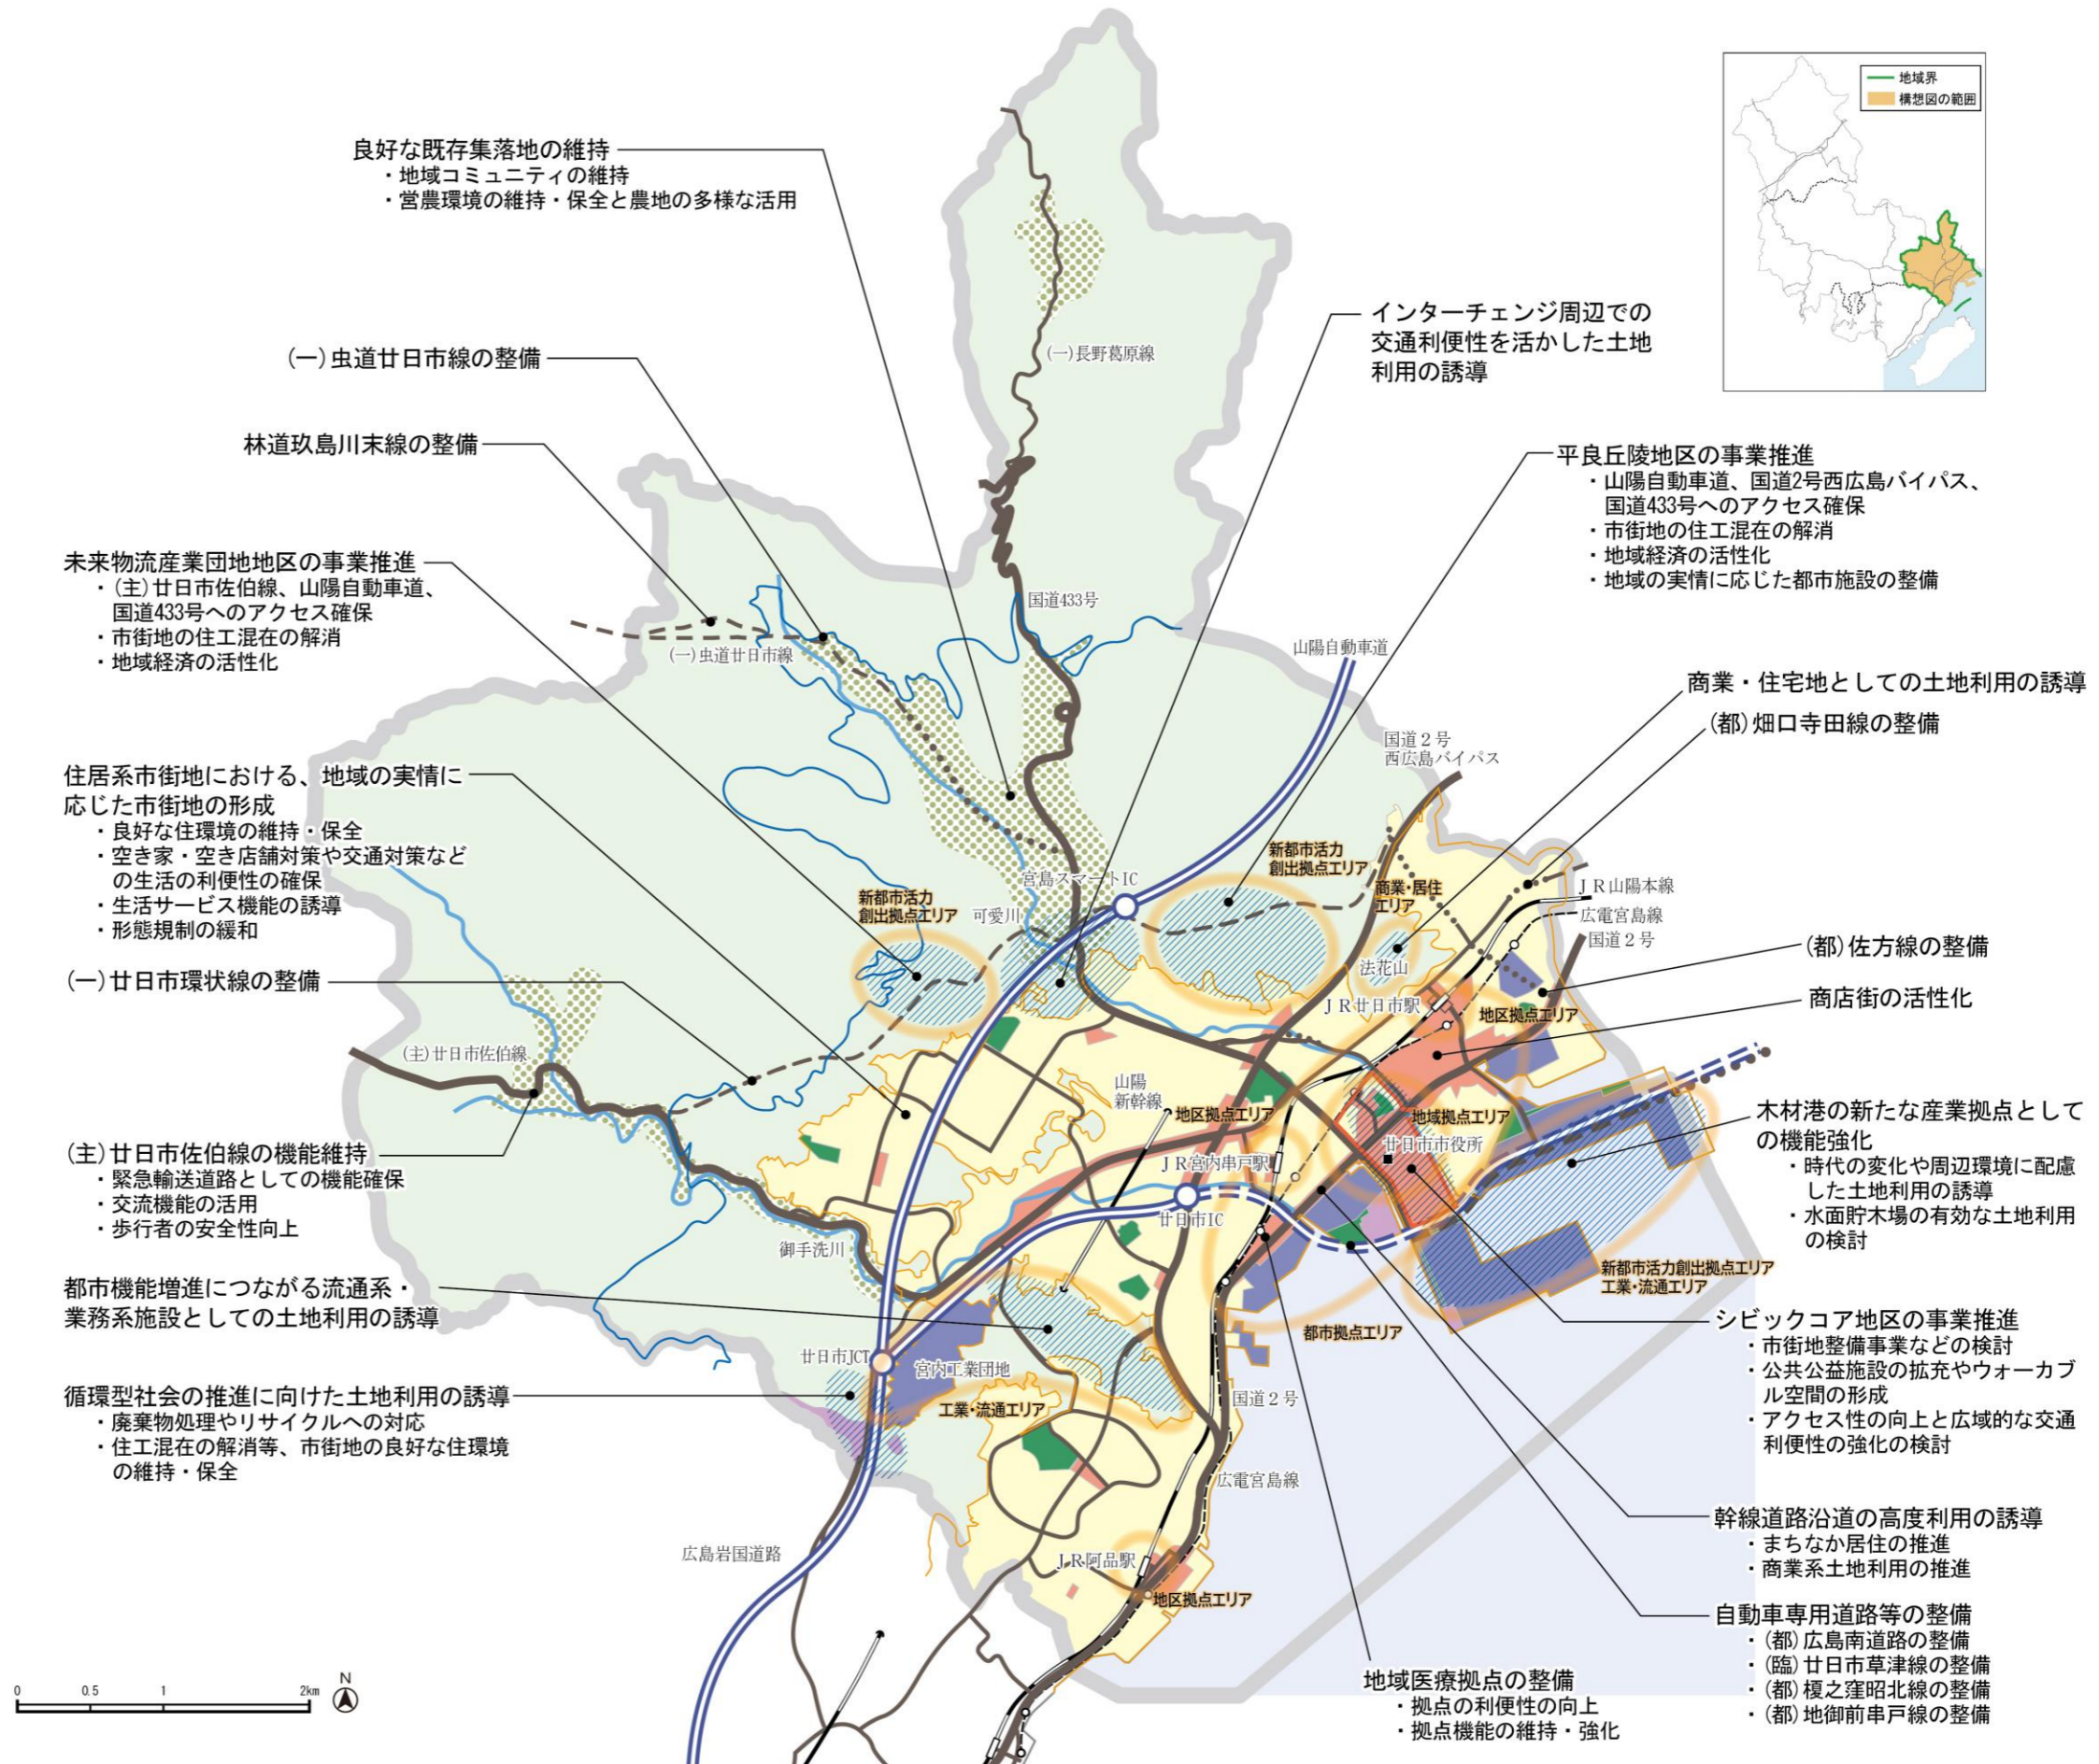 地域界
構想図の範囲
良好な既存集落地の維持
・地域コミュニティの維持
・営農環境の維持・保全と農地の多様な活用
(一)虫道廿日市線の整備
林道玖島川末線の整備
未来物流産業団地地区の事業推進
・(主)廿日市佐伯線、山陽自動車道、
国道433号へのアクセス確保
・市街地の住工混在の解消
・地域経済の活性化
住居系市街地における、地域の実情に
応じた市街地の形成
・良好な住環境の維持・保全
・空き家・空き店舗対策や交通対策など
の生活の利便性の確保
・生活サービス機能の誘導
・形態規制の緩和
(一)廿日市環状線の整備
(主)廿日市佐伯線の機能維持
・緊急輸送道路としての機能確保
・交流機能の活用
・歩行者の安全性向上
都市機能増進につながる流通系・
業務系施設としての土地利用の誘導
循環型社会の推進に向けた土地利用の誘導
・廃棄物処理やリサイクルへの対応
・住工混在の解消等、市街地の良好な住環境
の維持・保全
インターチェンジ周辺での
交通利便性を活かした土地
利用の誘導
平良丘陵地区の事業推進
・山陽自動車道、国道2号西広島バイパス、
国道433号へのアクセス確保
・市街地の住工混在の解消
・地域経済の活性化
・地域の実情に応じた都市施設の整備
商業・住宅地としての土地利用の誘導
(都)畑口寺田線の整備
(都)佐方線の整備
商店街の活性化
木材港の新たな産業拠点として
の機能強化
・時代の変化や周辺環境に配慮
した土地利用の誘導
・水面貯木場の有効な土地利用
の検討
シビックコア地区の事業推進
・市街地整備事業などの検討
・公共公益施設の拡充やウォーカブ
ル空間の形成
・アクセス性の向上と広域的な交通
利便性の強化の検討
幹線道路沿道の高度利用の誘導
・まちなか居住の推進
・商業系土地利用の推進
自動車専用道路等の整備
・(都)広島南道路の整備
・(臨)廿日市草津線の整備
・(都)榎之窪昭北線の整備
・(都)地御前串戸線の整備
地域医療拠点の整備
・拠点の利便性の向上
・拠点機能の維持・強化
(一)長野葛原線
国道433号
(一)虫道廿日市線
山陽自動車道
国道2号
西広島バイパス
新都市活力
創出拠点エリア
商業・居住
エリア
宮島スマートIC
新都市活力
創出拠点エリア
可愛川
JR山陽本線
広電宮島線
国道2号
法花山
JR廿日市駅
地区拠点エリア
(主)廿日市佐伯線
山陽
新幹線
地区拠点エリア
地域拠点エリア
廿日市市役所
JR宮内串戸駅
廿日市IC
御手洗川
新都市活力創出拠点エリア
工業・流通エリア
都市拠点エリア
廿日市JCT
宮内工業団地
工業・流通エリア
国道2号
広電宮島線
広島岩国道路
JR阿品駅
地区拠点エリア
0 0.5 1 2km
N